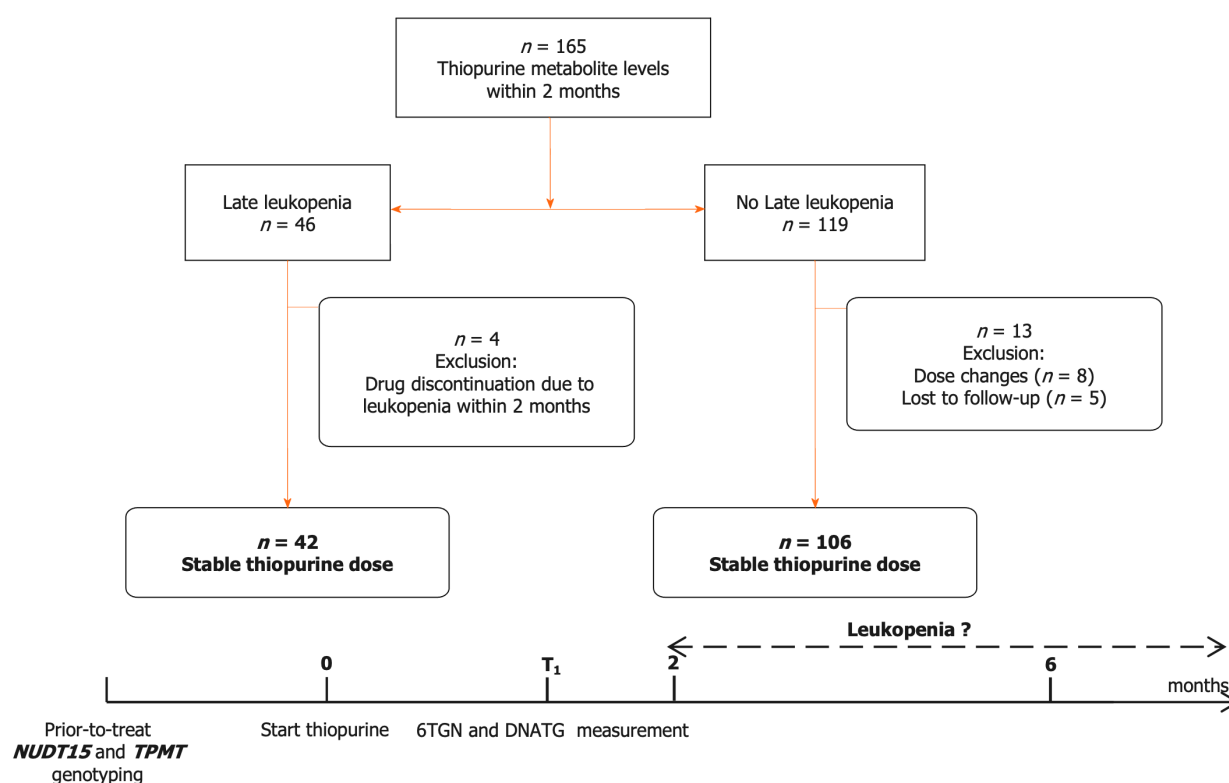 n = 165
Thiopurine metabolite levels
within 2 months
Late leukopenia
n = 46
No Late leukopenia
n = 119
n = 4
Exclusion:
Drug discontinuation due to
leukopenia within 2 months
n = 13
Exclusion:
Dose changes (n = 8)
Lost to follow-up (n = 5)
n = 42
Stable thiopurine dose
n = 106
Stable thiopurine dose
Leukopenia ?
0
T₁
2
6
months
Prior-to-treat
NUDT15 and TPMT
genotyping
Start thiopurine
6TGN and DNATG measurement